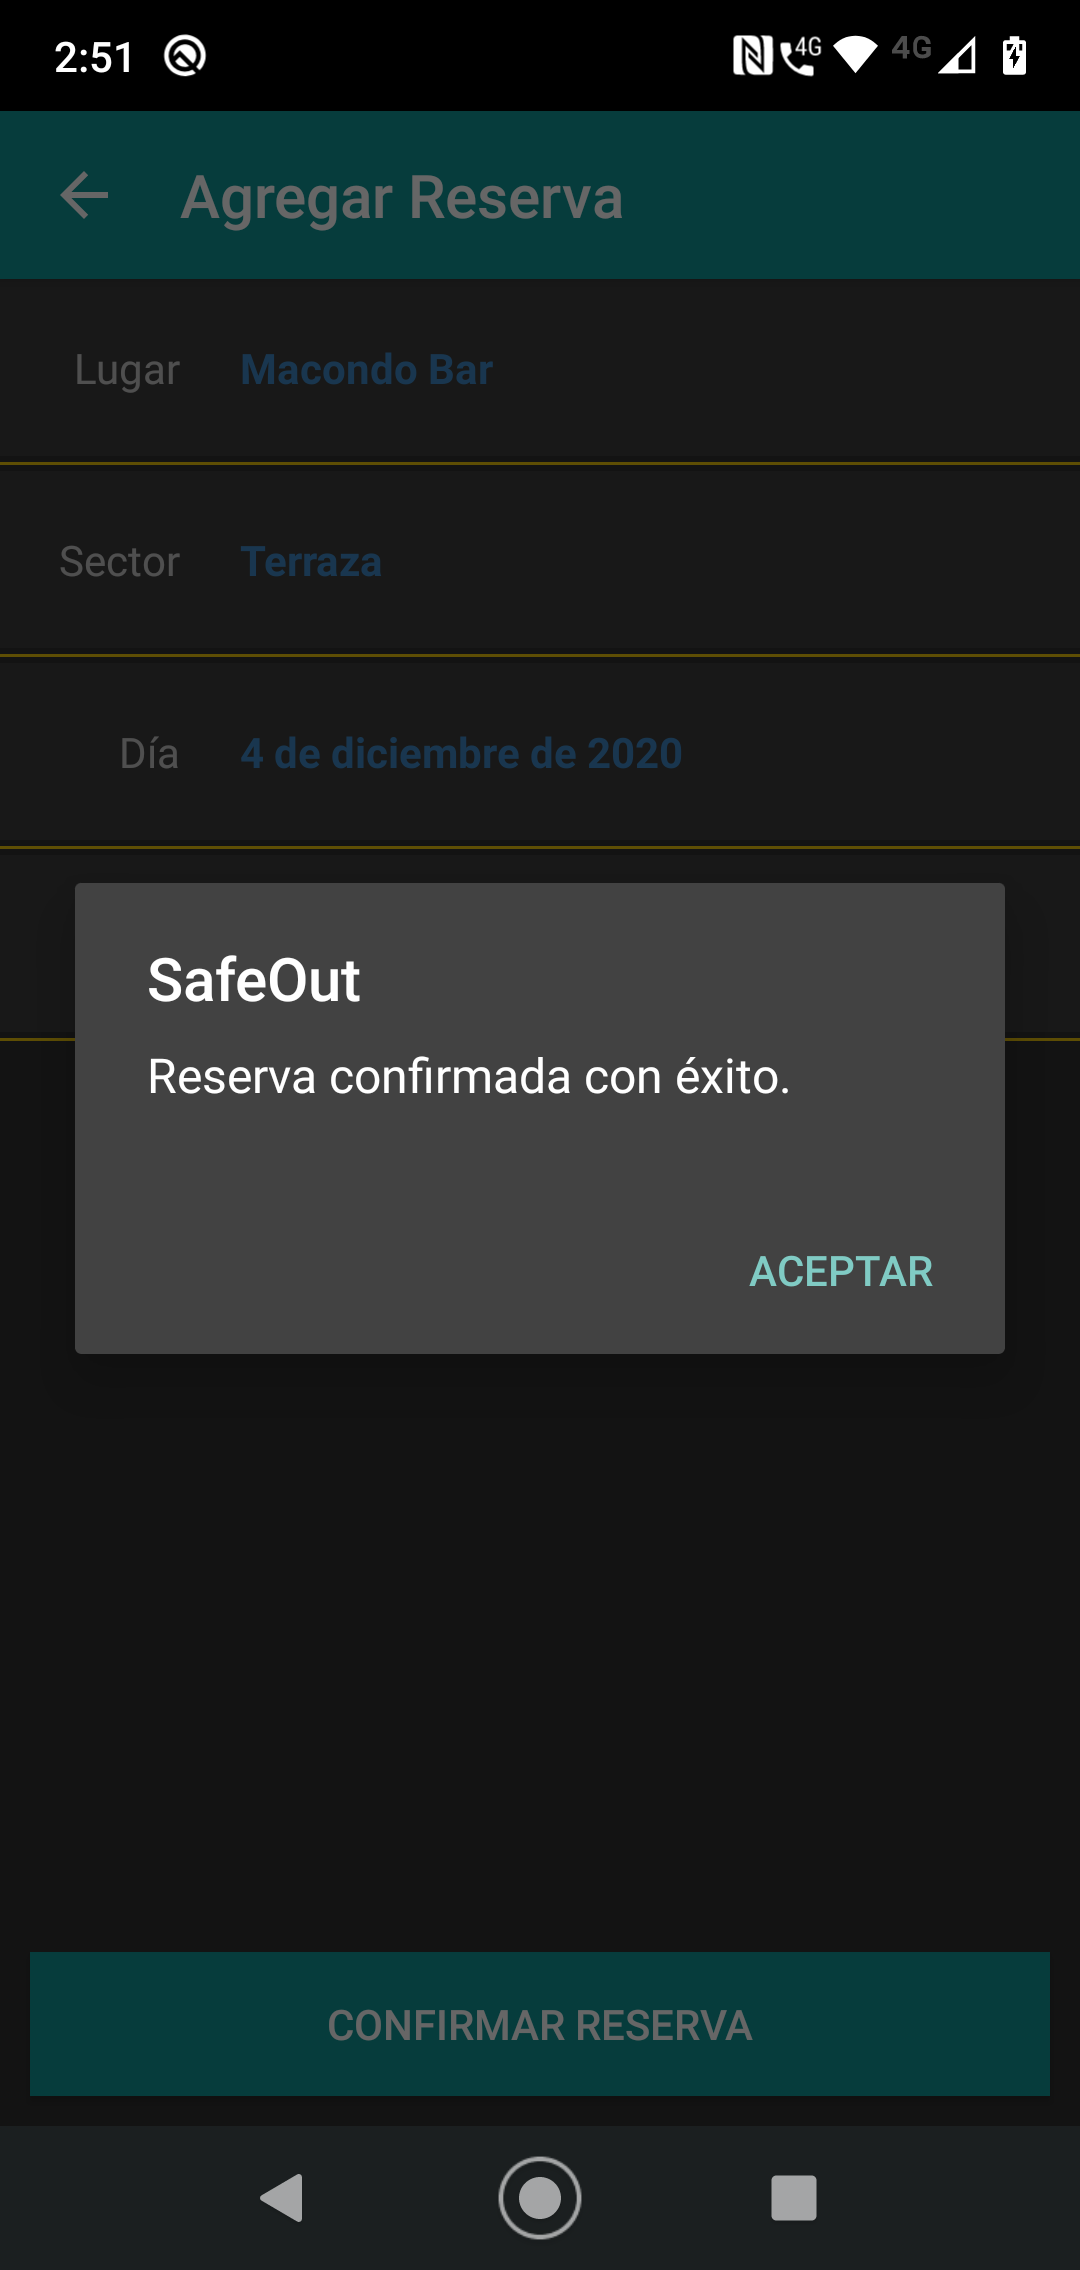 2:51
4G
4G
Agregar Reserva
Lugar Macondo Bar
Sector Terraza
Día 4 de diciembre de 2020
SafeOut
Reserva confirmada con éxito.
ACEPTAR
CONFIRMAR RESERVA